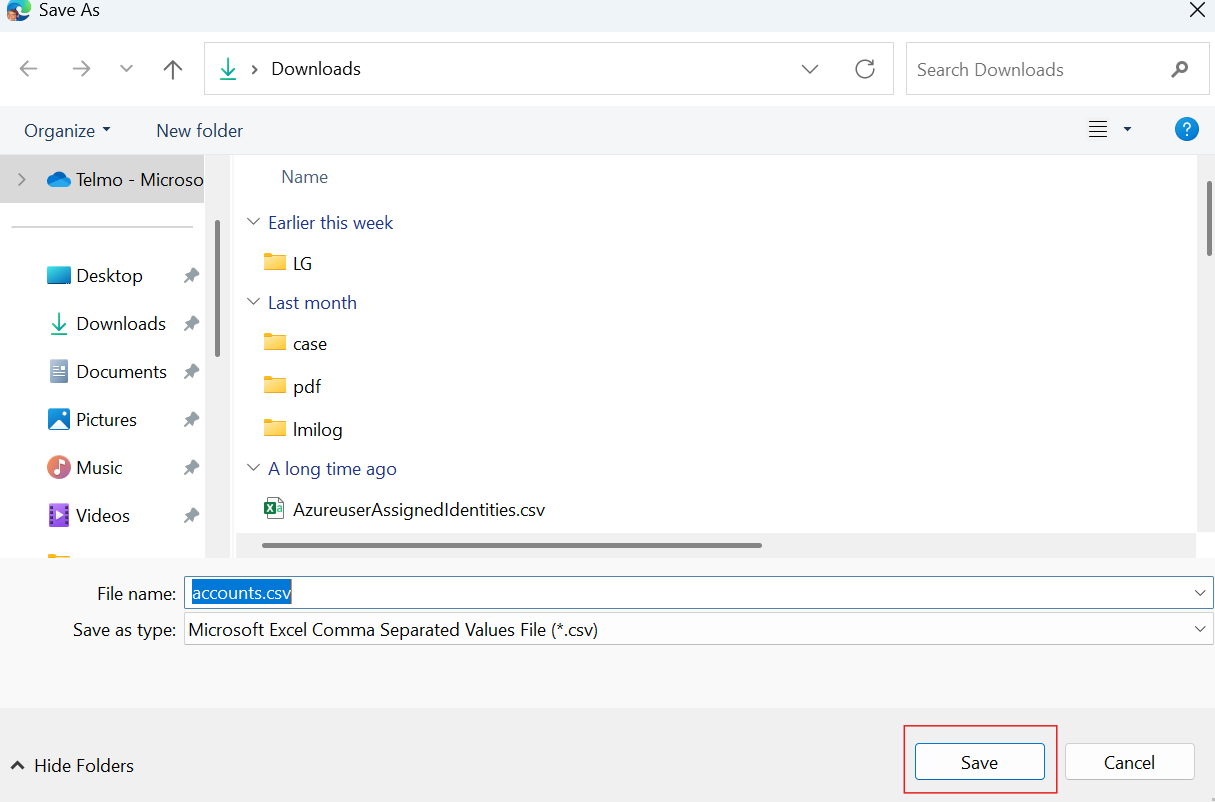 Save As
Downloads
Search Downloads
Organize
New folder
?
Telmo - Microso
Desktop
Downloads
Documents
Pictures
Music
Videos
Name
Earlier this week
LG
Last month
case
pdf
lmilog
A long time ago
AzureuserAssignedIdentities.csv
File name: accounts.csv
Save as type: Microsoft Excel Comma Separated Values File (*.csv)
Hide Folders
Save
Cancel